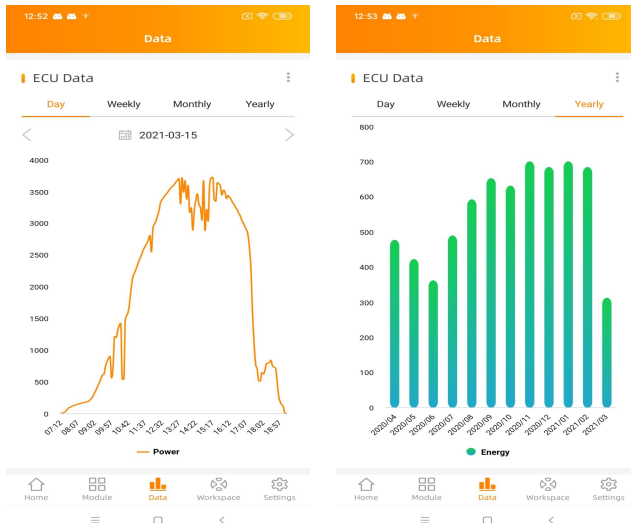 12:52
Data
ECU Data
Day Weekly Monthly Yearly
2021-03-15
4000
3500
3000
2500
2000
1500
1000
500
0
07:12 08:07 09:02 09:57 10:42 11:37 12:32 13:27 14:22 15:17 16:12 17:07 18:02 18:57
Power
Home Module Data Workspace Settings
12:53
Data
ECU Data
Day Weekly Monthly Yearly
800
700
600
500
400
300
200
100
0
2020/04 2020/05 2020/06 2020/07 2020/08 2020/09 2020/10 2020/11 2020/12 2021/01 2021/02 2021/03
Energy
Home Module Data Workspace Settings